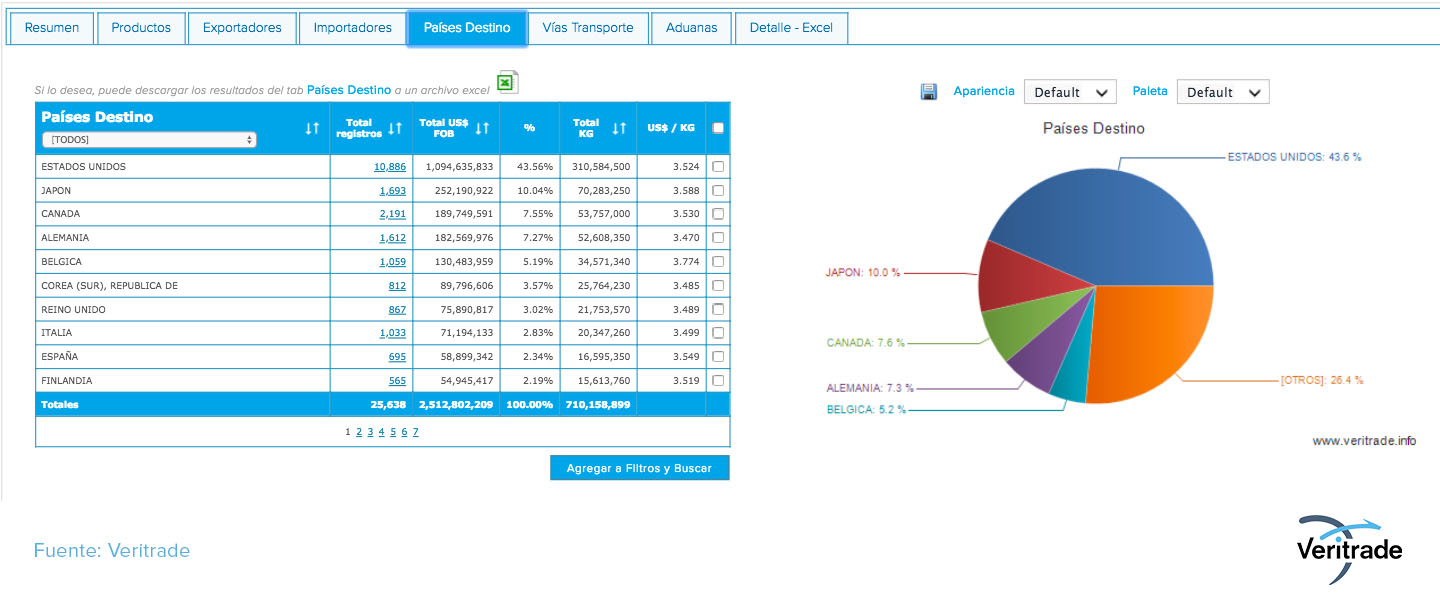 Resumen Productos Exportadores Importadores Países Destino Vías Transporte Aduanas Detalle - Excel
Si lo desea, puede descargar los resultados del tab Países Destino a un archivo excel
Países Destino Total registros Total US$ FOB % Total KG US$ / KG
[TODOS]
ESTADOS UNIDOS 10,886 1,094,635,833 43.56% 310,584,500 3.524
JAPON 1,693 252,190,922 10.04% 70,283,250 3.588
CANADA 2,191 189,749,591 7.55% 53,757,000 3.530
ALEMANIA 1,612 182,569,976 7.27% 52,608,350 3.470
BELGICA 1,059 130,483,959 5.19% 34,571,340 3.774
COREA (SUR), REPUBLICA DE 812 89,796,606 3.57% 25,764,230 3.485
REINO UNIDO 867 75,890,817 3.02% 21,753,570 3.489
ITALIA 1,033 71,194,133 2.83% 20,347,260 3.499
ESPAÑA 695 58,899,342 2.34% 16,595,350 3.549
FINLANDIA 565 54,945,417 2.19% 15,613,760 3.519
Totales 25,638 2,512,802,209 100.00% 710,158,899
1 2 3 4 5 6 7
Agregar a FIltros y Buscar
Apariencia Default Paleta Default
Países Destino
ESTADOS UNIDOS: 43.6 %
JAPON: 10.0 %
CANADA: 7.6 %
ALEMANIA: 7.3 %
[OTROS]: 26.4 %
BELGICA: 5.2 %
www.veritrade.info
Fuente: Veritrade
Veritrade